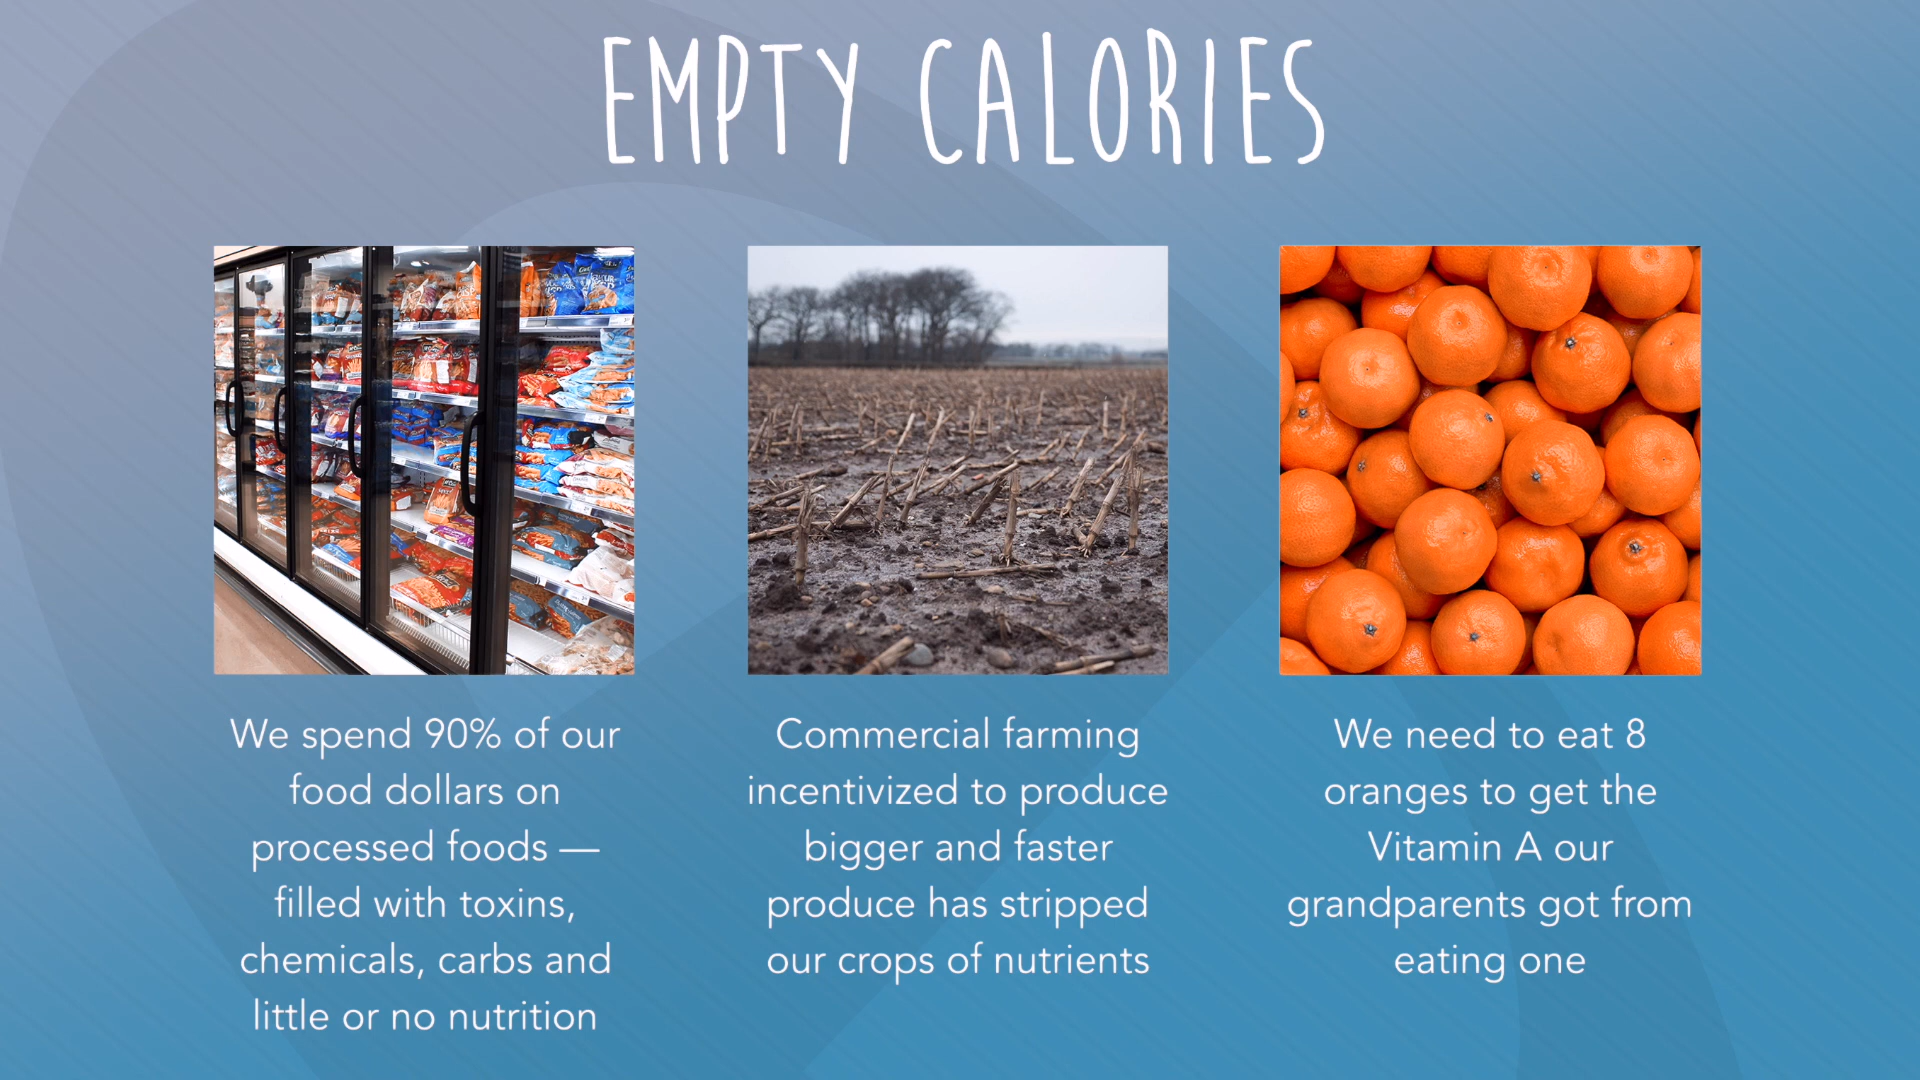 EMPTY CALORIES
We spend 90% of our
food dollars on
processed foods —
filled with toxins,
chemicals, carbs and
little or no nutrition
Commercial farming
incentivized to produce
bigger and faster
produce has stripped
our crops of nutrients
We need to eat 8
oranges to get the
Vitamin A our
grandparents got from
eating one